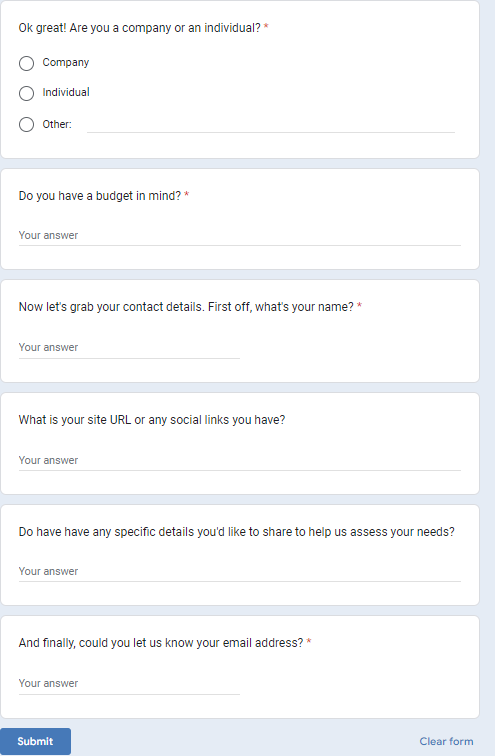 Ok great! Are you a company or an individual? *
Company
Individual
Other:
Do you have a budget in mind? *
Your answer
Now let's grab your contact details. First off, what's your name? *
Your answer
What is your site URL or any social links you have?
Your answer
Do have have any specific details you'd like to share to help us assess your needs?
Your answer
And finally, could you let us know your email address? *
Your answer
Submit
Clear form